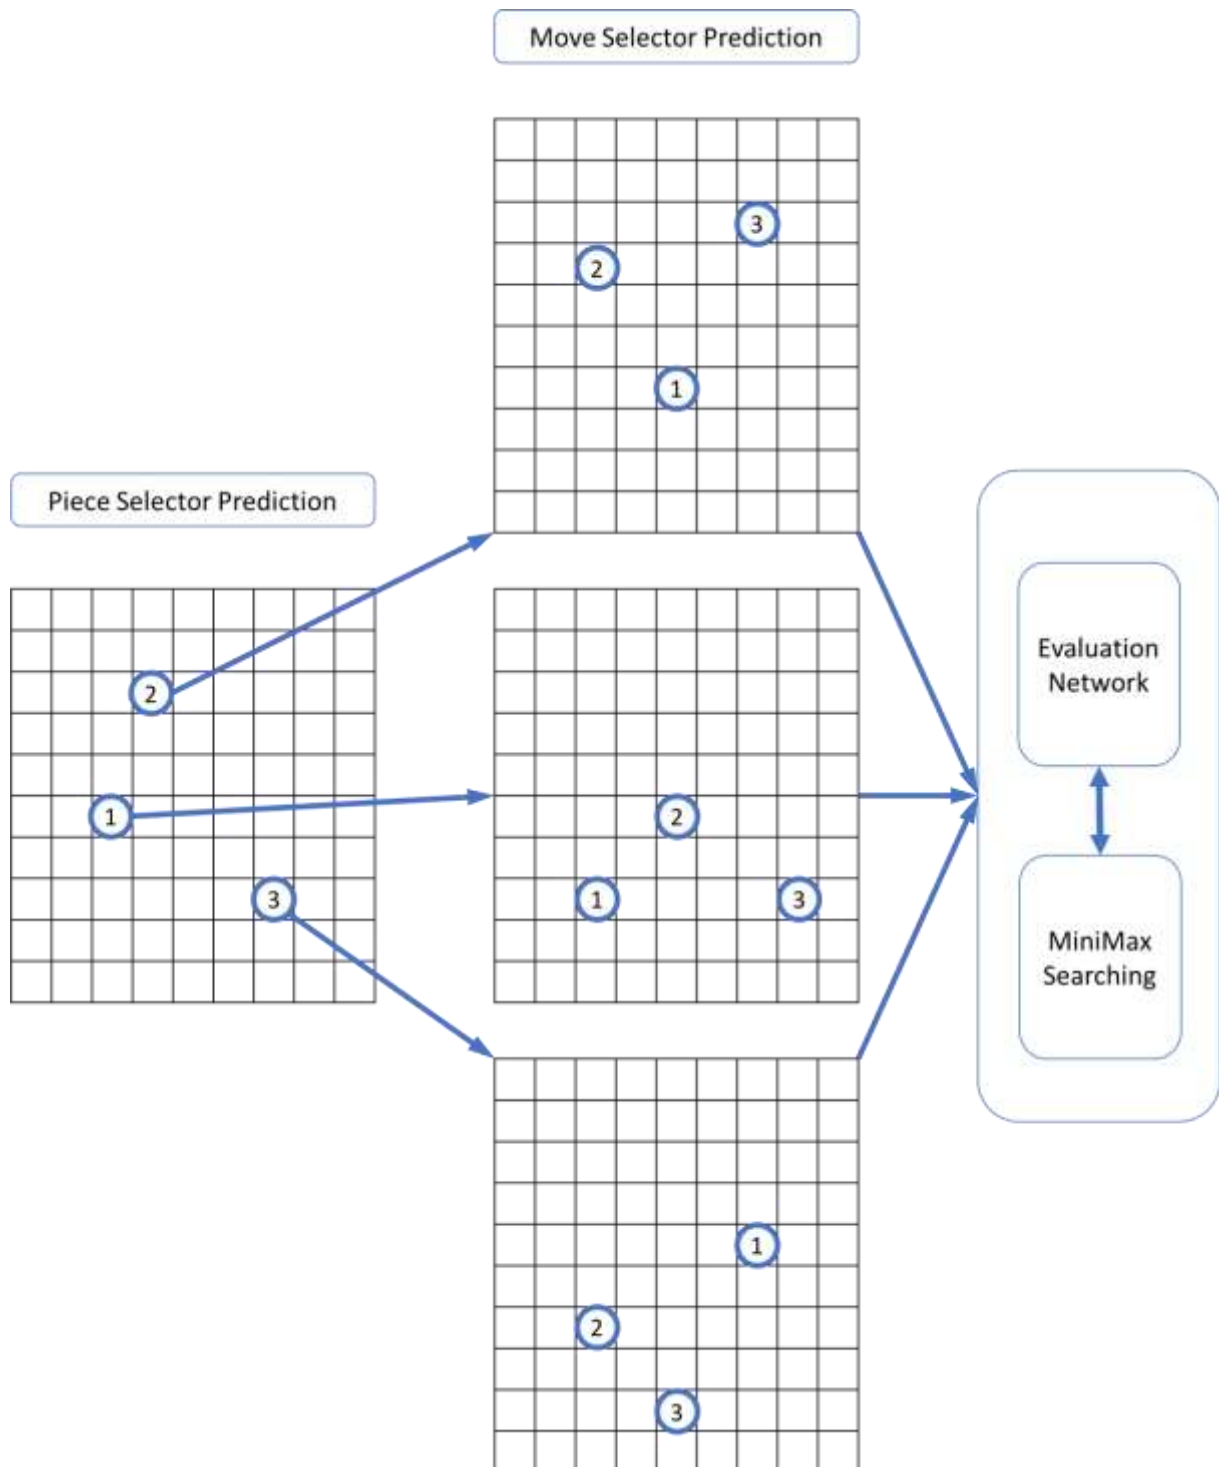 Move Selector Prediction
3
2
1
Piece Selector Prediction
2
1
3
2
1
3
1
2
3
Evaluation
Network
MiniMax
Searching